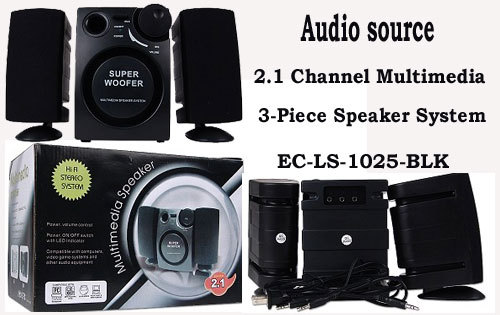 Audio source
2.1 Channel Multimedia
3-Piece Speaker System
EC-LS-1025-BLK
SUPER
WOOFER
MULTIMEDIA SPEAKER SYSTEM
HI-FI
STEREO
SYSTEM
Power, volume control
Power ON/OFF switch
with LED indicator
Compatible with computers,
video game systems and
other audio equipment.
Multimedia Speaker
SUPER
WOOFER
2.1